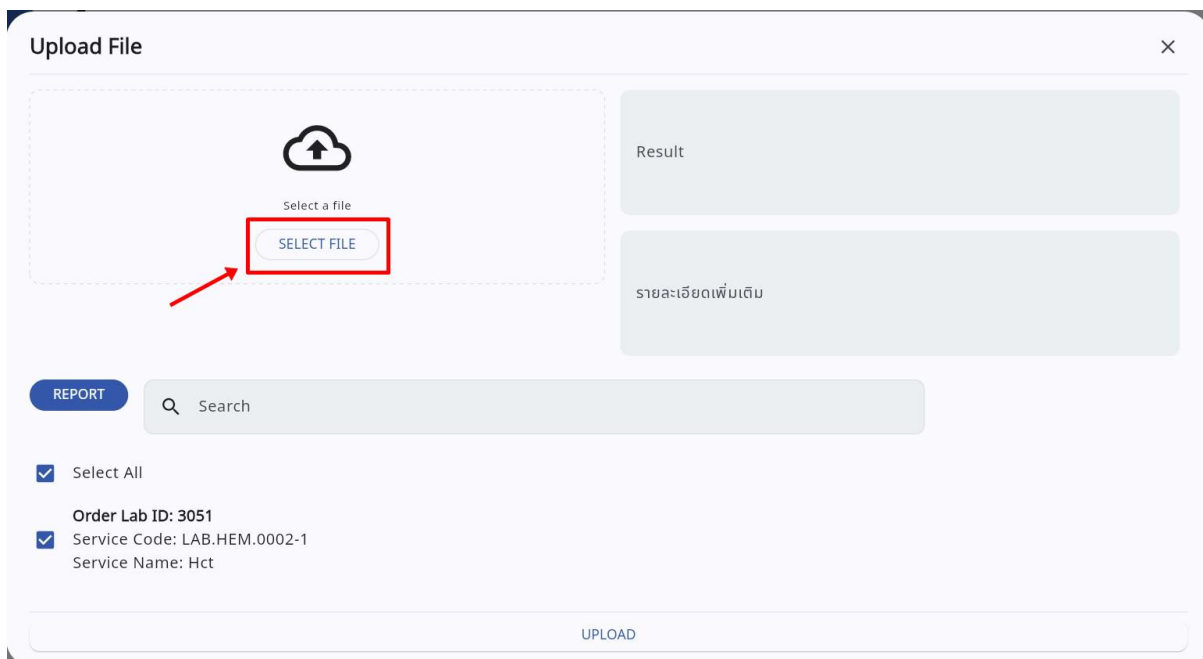 Upload File
Select a file
SELECT FILE
Result
รายละเอียดเพิ่มเติม
REPORT
Search
Select All
Order Lab ID: 3051
Service Code: LAB.HEM.0002-1
Service Name: Hct
UPLOAD